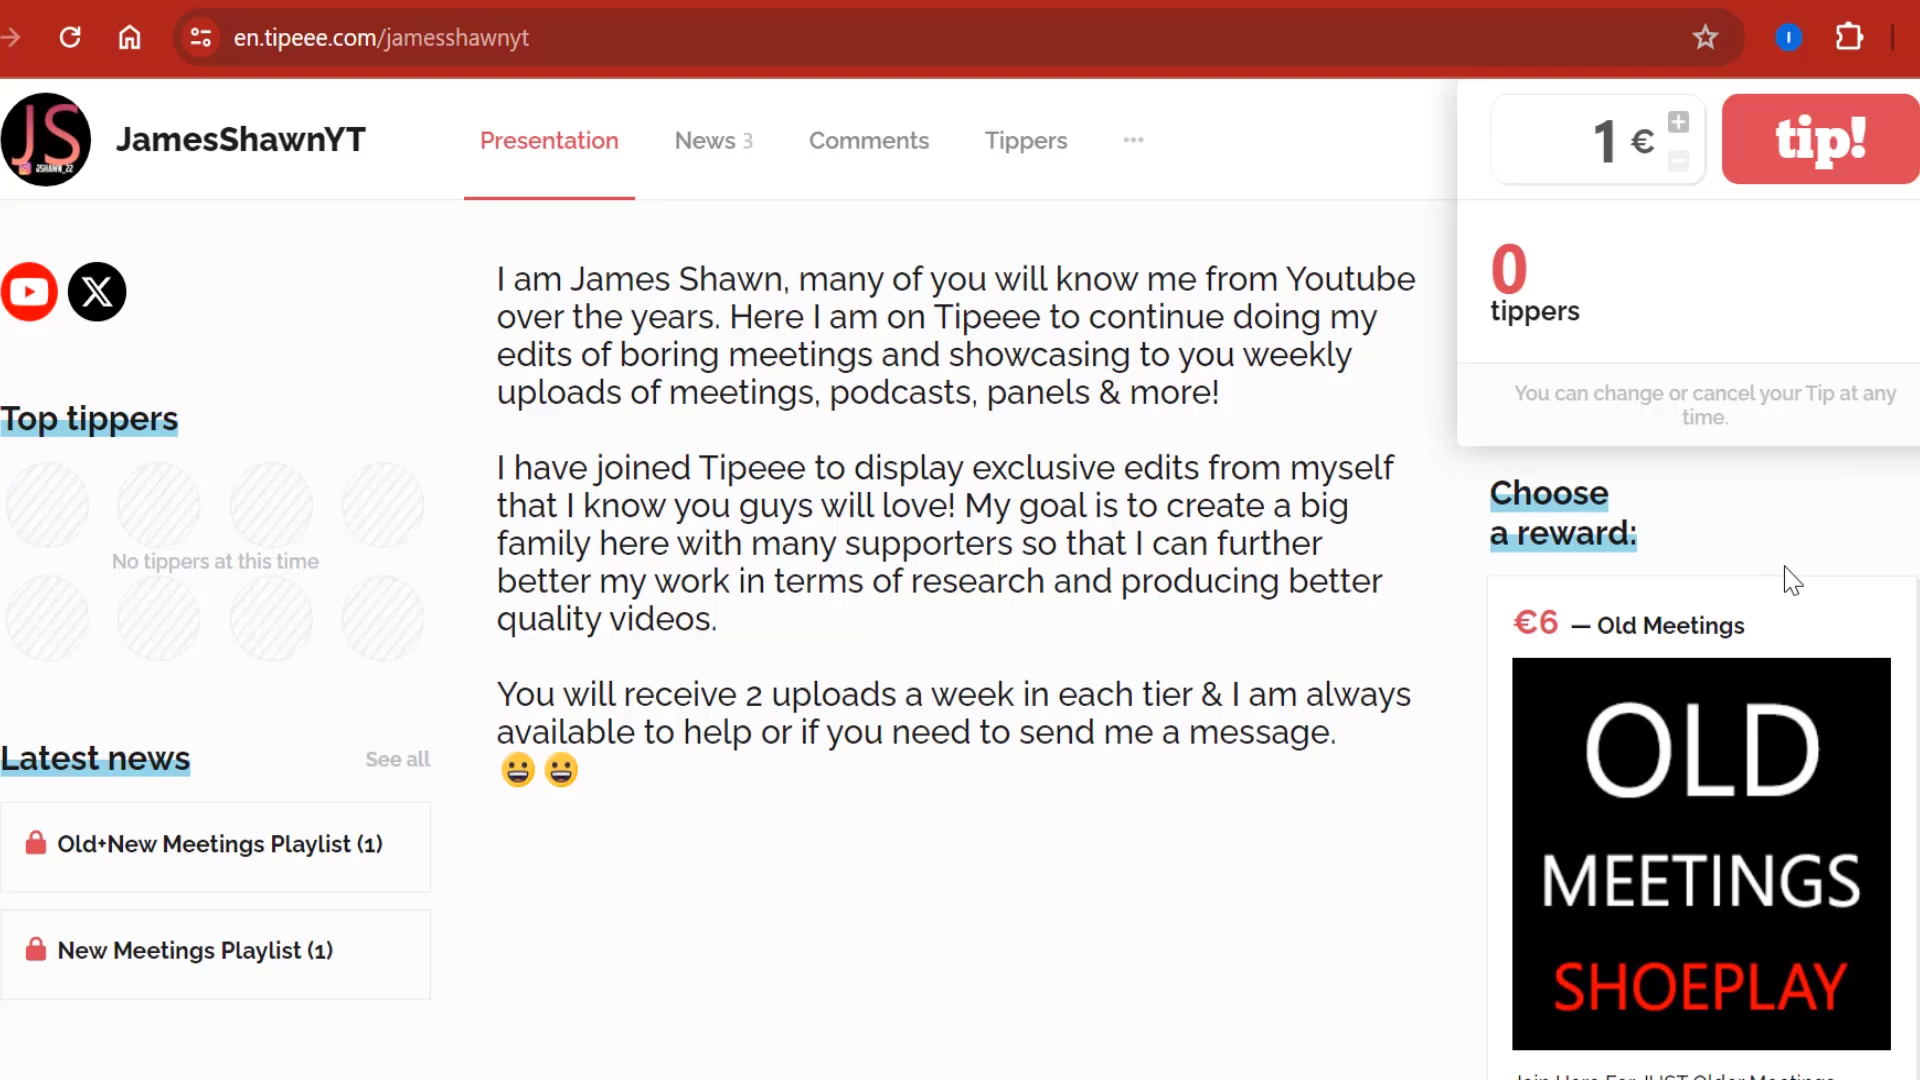 en.tipeee.com/jamesshawnyt
JS
JSHAWN_22
JamesShawnYT
Presentation
News 3
Comments
Tippers
1 €
tip!
0
tippers
You can change or cancel your Tip at any
time.
I am James Shawn, many of you will know me from Youtube
over the years. Here I am on Tipeee to continue doing my
edits of boring meetings and showcasing to you weekly
uploads of meetings, podcasts, panels & more!
I have joined Tipeee to display exclusive edits from myself
that I know you guys will love! My goal is to create a big
family here with many supporters so that I can further
better my work in terms of research and producing better
quality videos.
You will receive 2 uploads a week in each tier & I am always
available to help or if you need to send me a message.
😀 😀
Top tippers
No tippers at this time
Latest news
See all
Old+New Meetings Playlist (1)
New Meetings Playlist (1)
Choose
a reward:
€6 — Old Meetings
OLD
MEETINGS
SHOEPLAY
Join Here For JUST Older Meetings